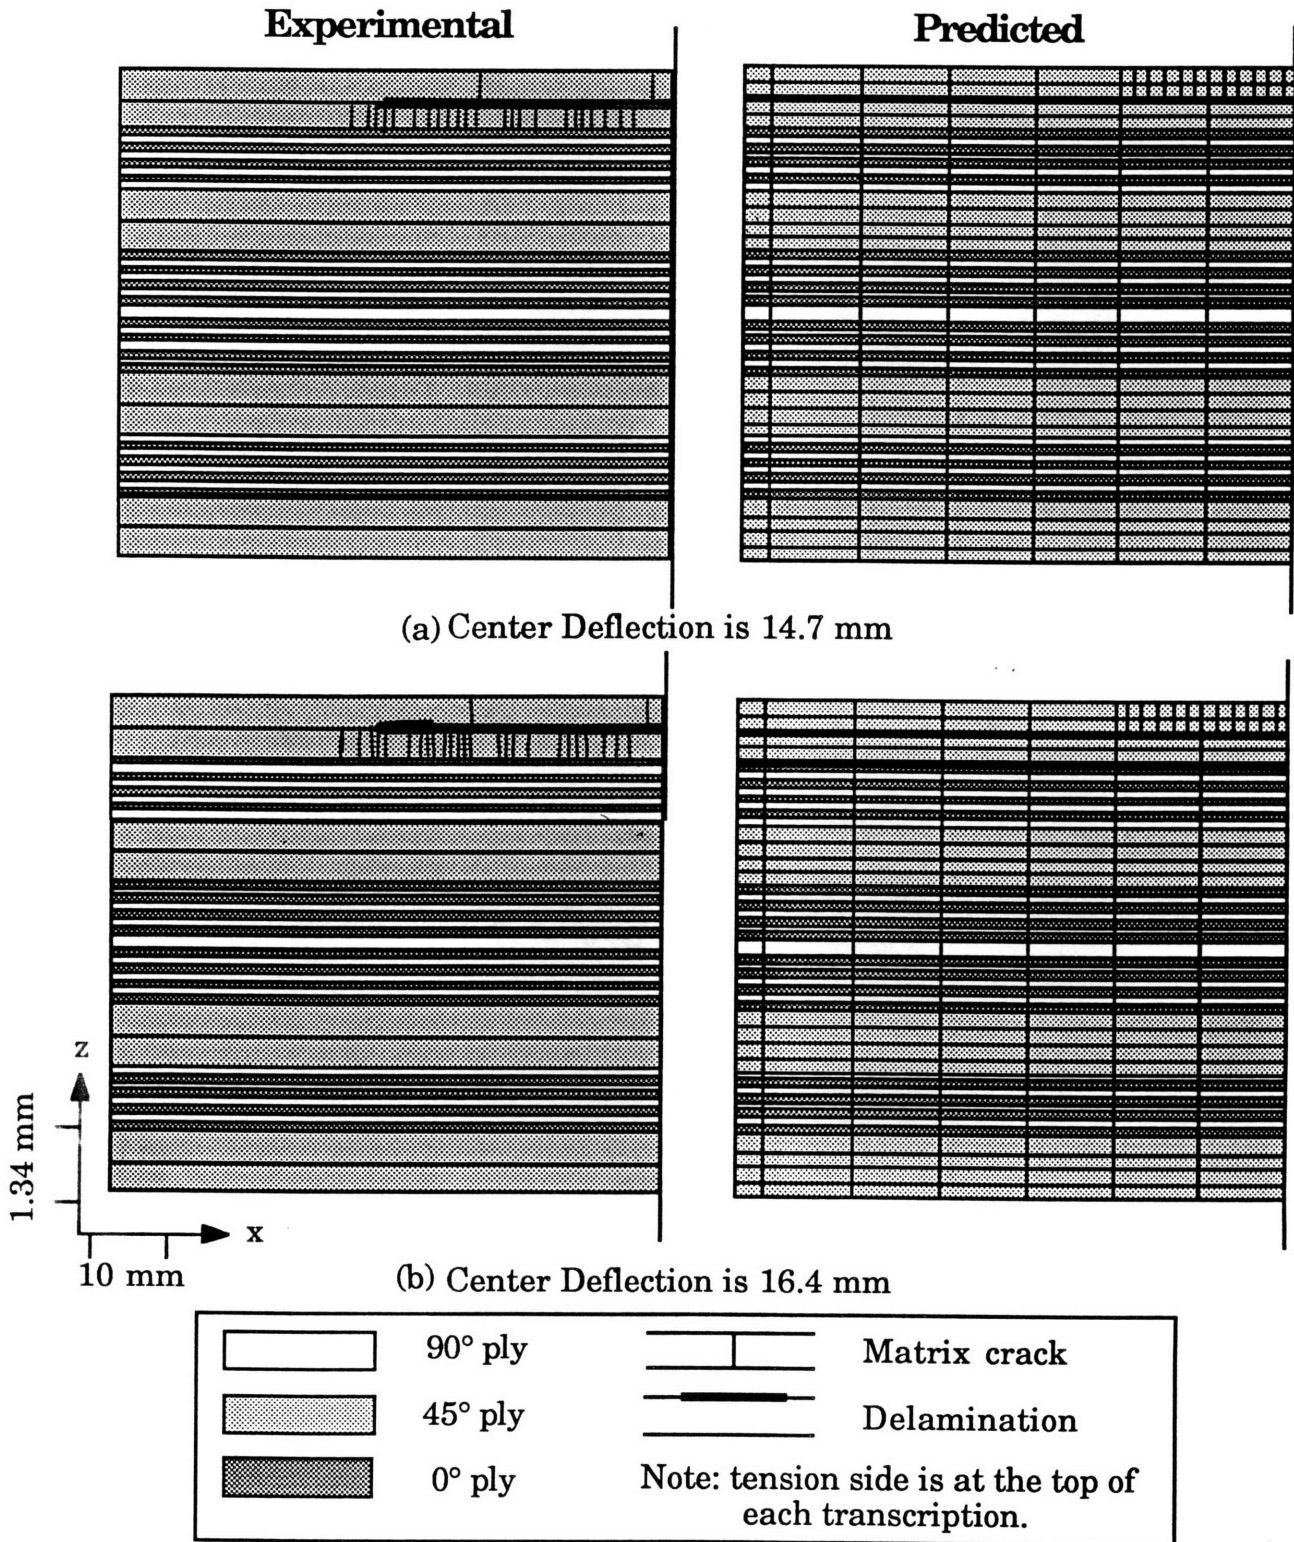 Experimental
Predicted
(a) Center Deflection is 14.7 mm
z
1.34 mm
x
10 mm
(b) Center Deflection is 16.4 mm
90° ply
Matrix crack
45° ply
Delamination
0° ply
Note: tension side is at the top of
each transcription.